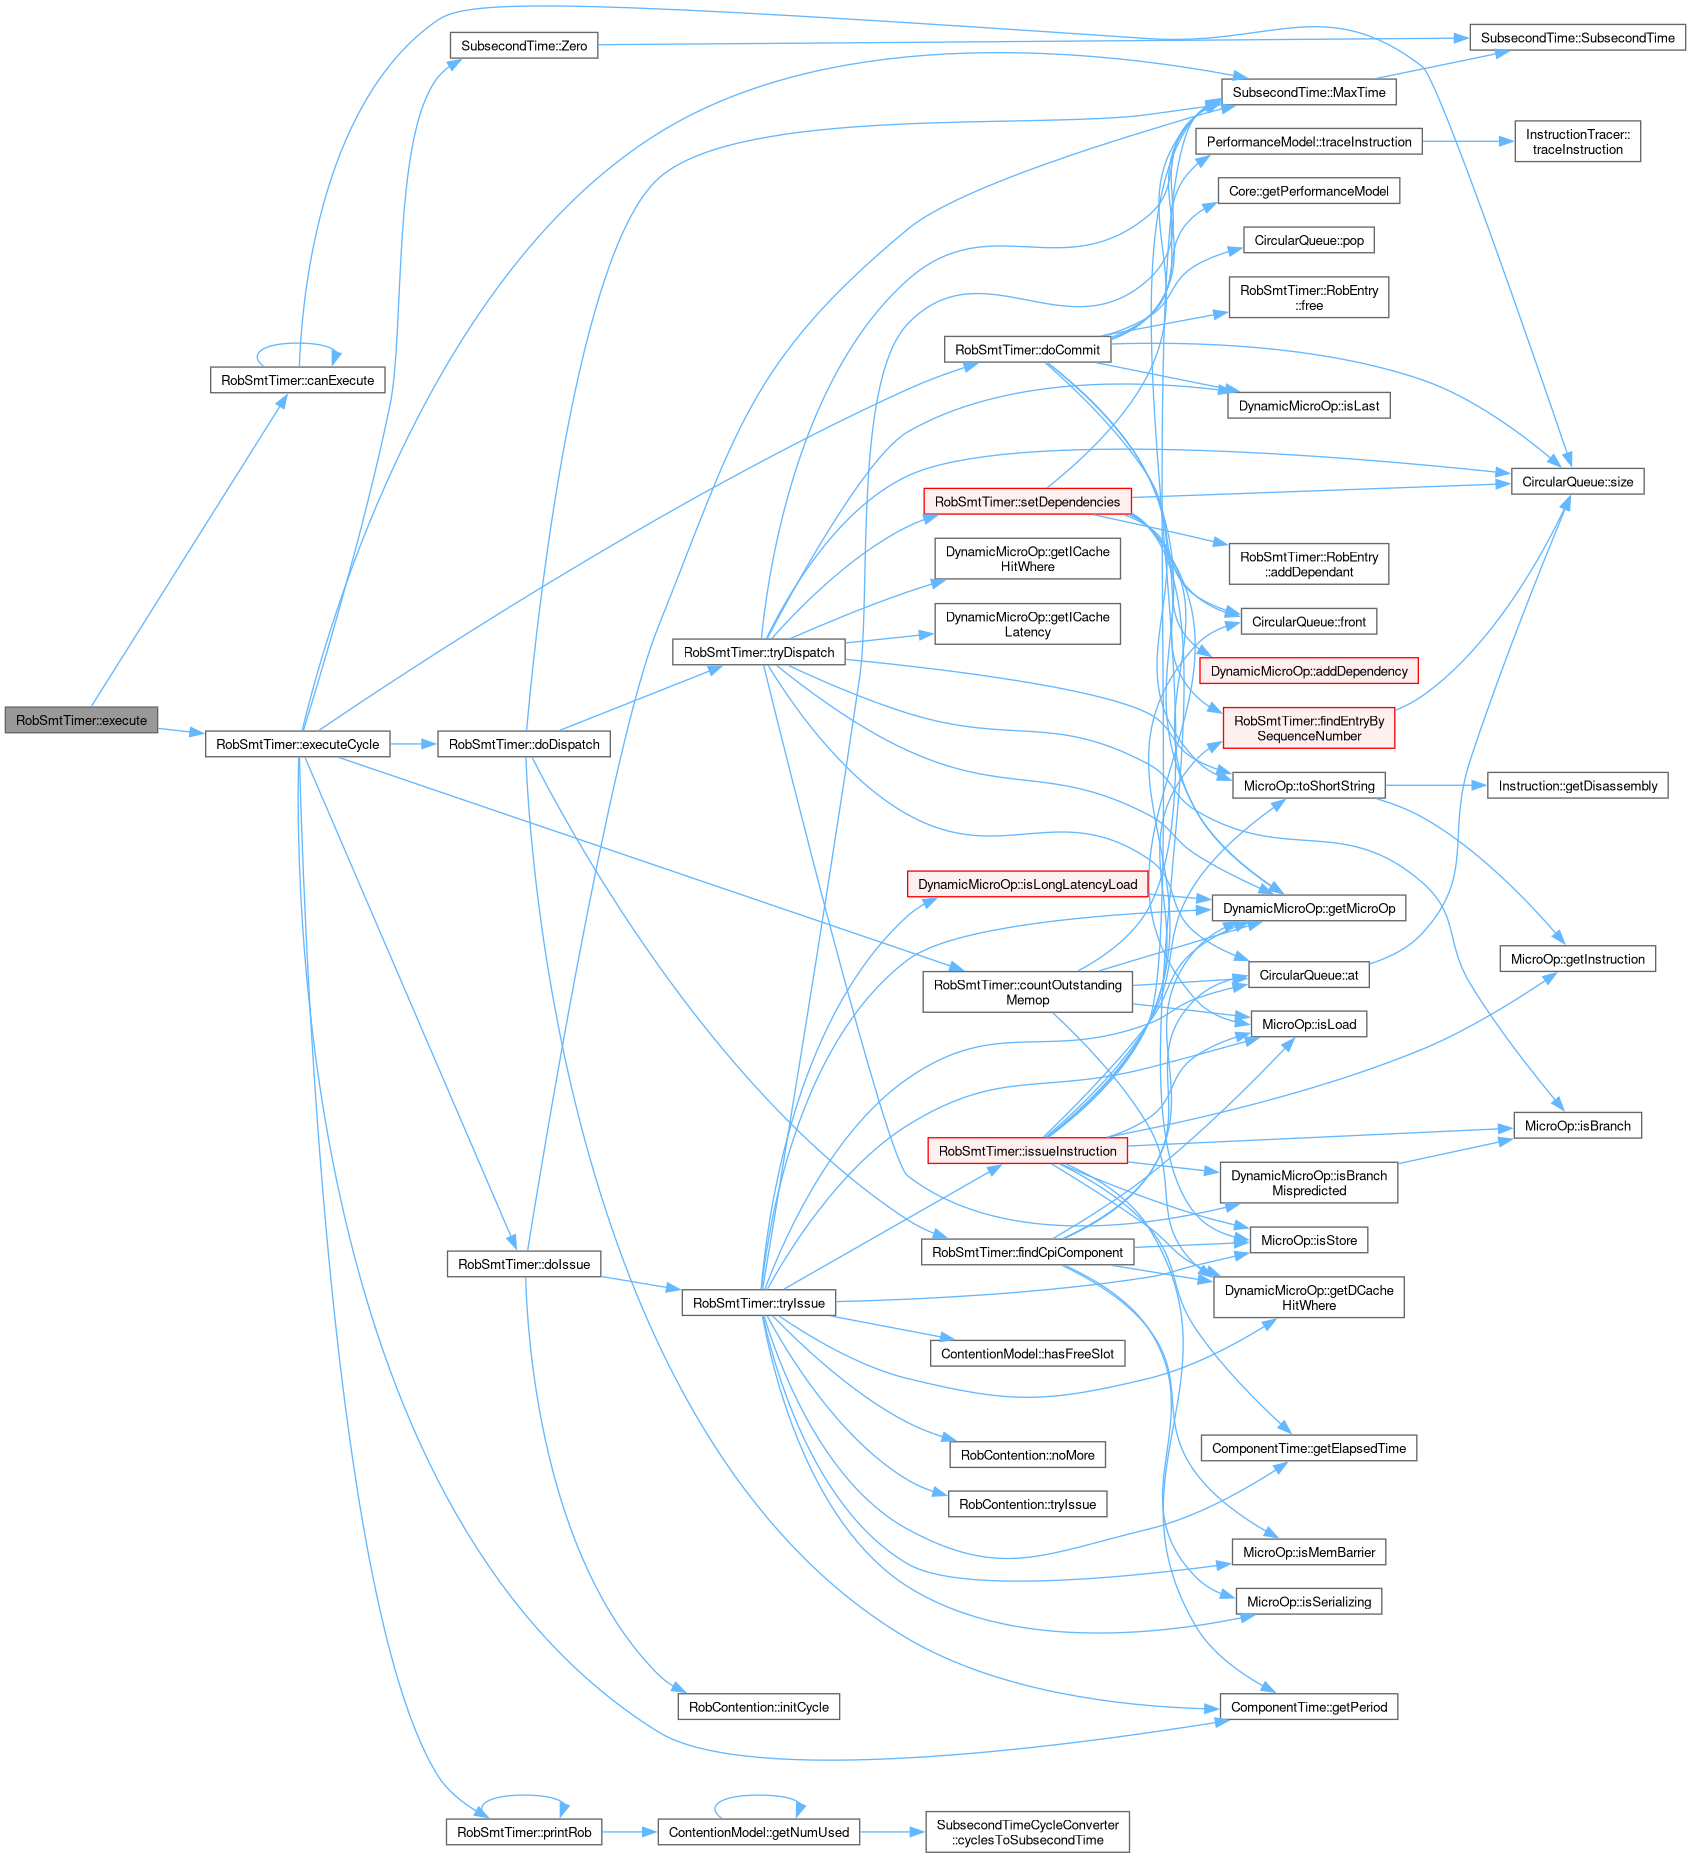 RobSmtTimer::execute
RobSmtTimer::canExecute
RobSmtTimer::executeCycle
SubsecondTime::Zero
RobSmtTimer::doDispatch
RobSmtTimer::doIssue
RobSmtTimer::printRob
RobSmtTimer::tryDispatch
RobSmtTimer::tryIssue
RobContention::initCycle
ContentionModel::getNumUsed
RobSmtTimer::doCommit
RobSmtTimer::setDependencies
DynamicMicroOp::getICache
HitWhere
DynamicMicroOp::getICache
Latency
DynamicMicroOp::isLongLatencyLoad
RobSmtTimer::countOutstanding
Memop
RobSmtTimer::issueInstruction
RobSmtTimer::findCpiComponent
ContentionModel::hasFreeSlot
RobContention::noMore
RobContention::tryIssue
SubsecondTimeCycleConverter
::cyclesToSubsecondTime
SubsecondTime::MaxTime
PerformanceModel::traceInstruction
Core::getPerformanceModel
CircularQueue::pop
RobSmtTimer::RobEntry
::free
DynamicMicroOp::isLast
RobSmtTimer::RobEntry
::addDependant
CircularQueue::front
DynamicMicroOp::addDependency
RobSmtTimer::findEntryBy
SequenceNumber
MicroOp::toShortString
DynamicMicroOp::getMicroOp
CircularQueue::at
MicroOp::isLoad
DynamicMicroOp::isBranch
Mispredicted
MicroOp::isStore
DynamicMicroOp::getDCache
HitWhere
ComponentTime::getElapsedTime
MicroOp::isMemBarrier
MicroOp::isSerializing
ComponentTime::getPeriod
SubsecondTime::SubsecondTime
InstructionTracer::
traceInstruction
CircularQueue::size
Instruction::getDisassembly
MicroOp::getInstruction
MicroOp::isBranch